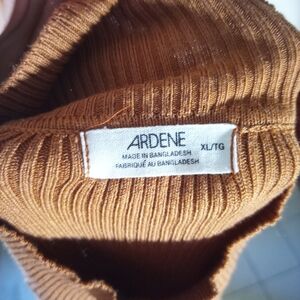 ARDENE
XL/TG
MADE IN BANGLADESH
FABRIQUÉ AU BANGLADESH